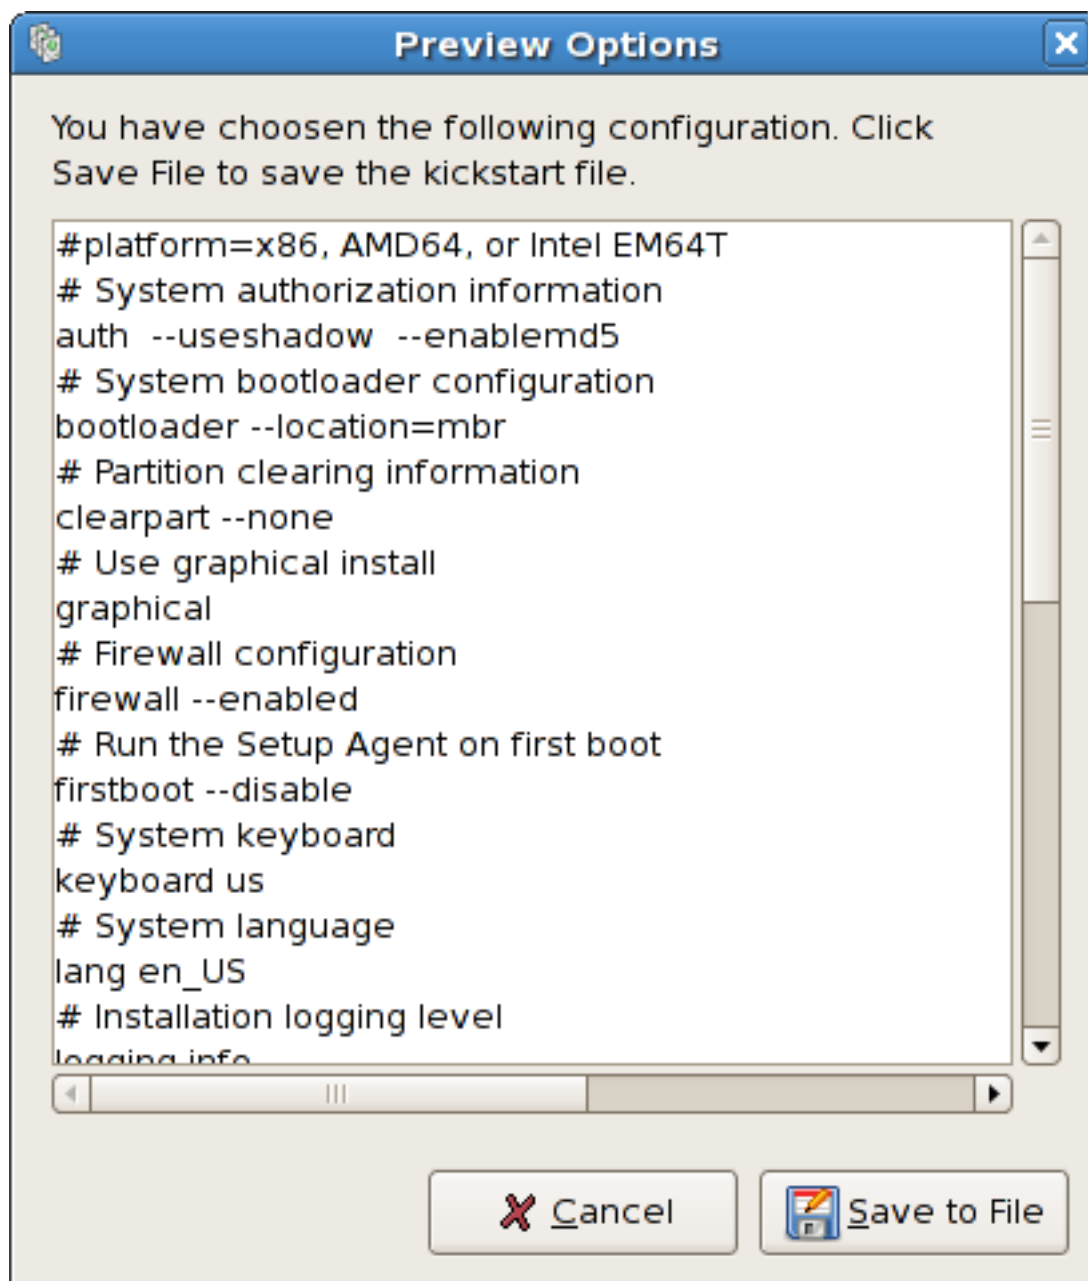 Preview Options
You have choosen the following configuration. Click
Save File to save the kickstart file.
#platform=x86, AMD64, or Intel EM64T
# System authorization information
auth  --useshadow  --enablemd5
# System bootloader configuration
bootloader --location=mbr
# Partition clearing information
clearpart --none
# Use graphical install
graphical
# Firewall configuration
firewall --enabled
# Run the Setup Agent on first boot
firstboot --disable
# System keyboard
keyboard us
# System language
lang en_US
# Installation logging level
logging info
Cancel
Save to File